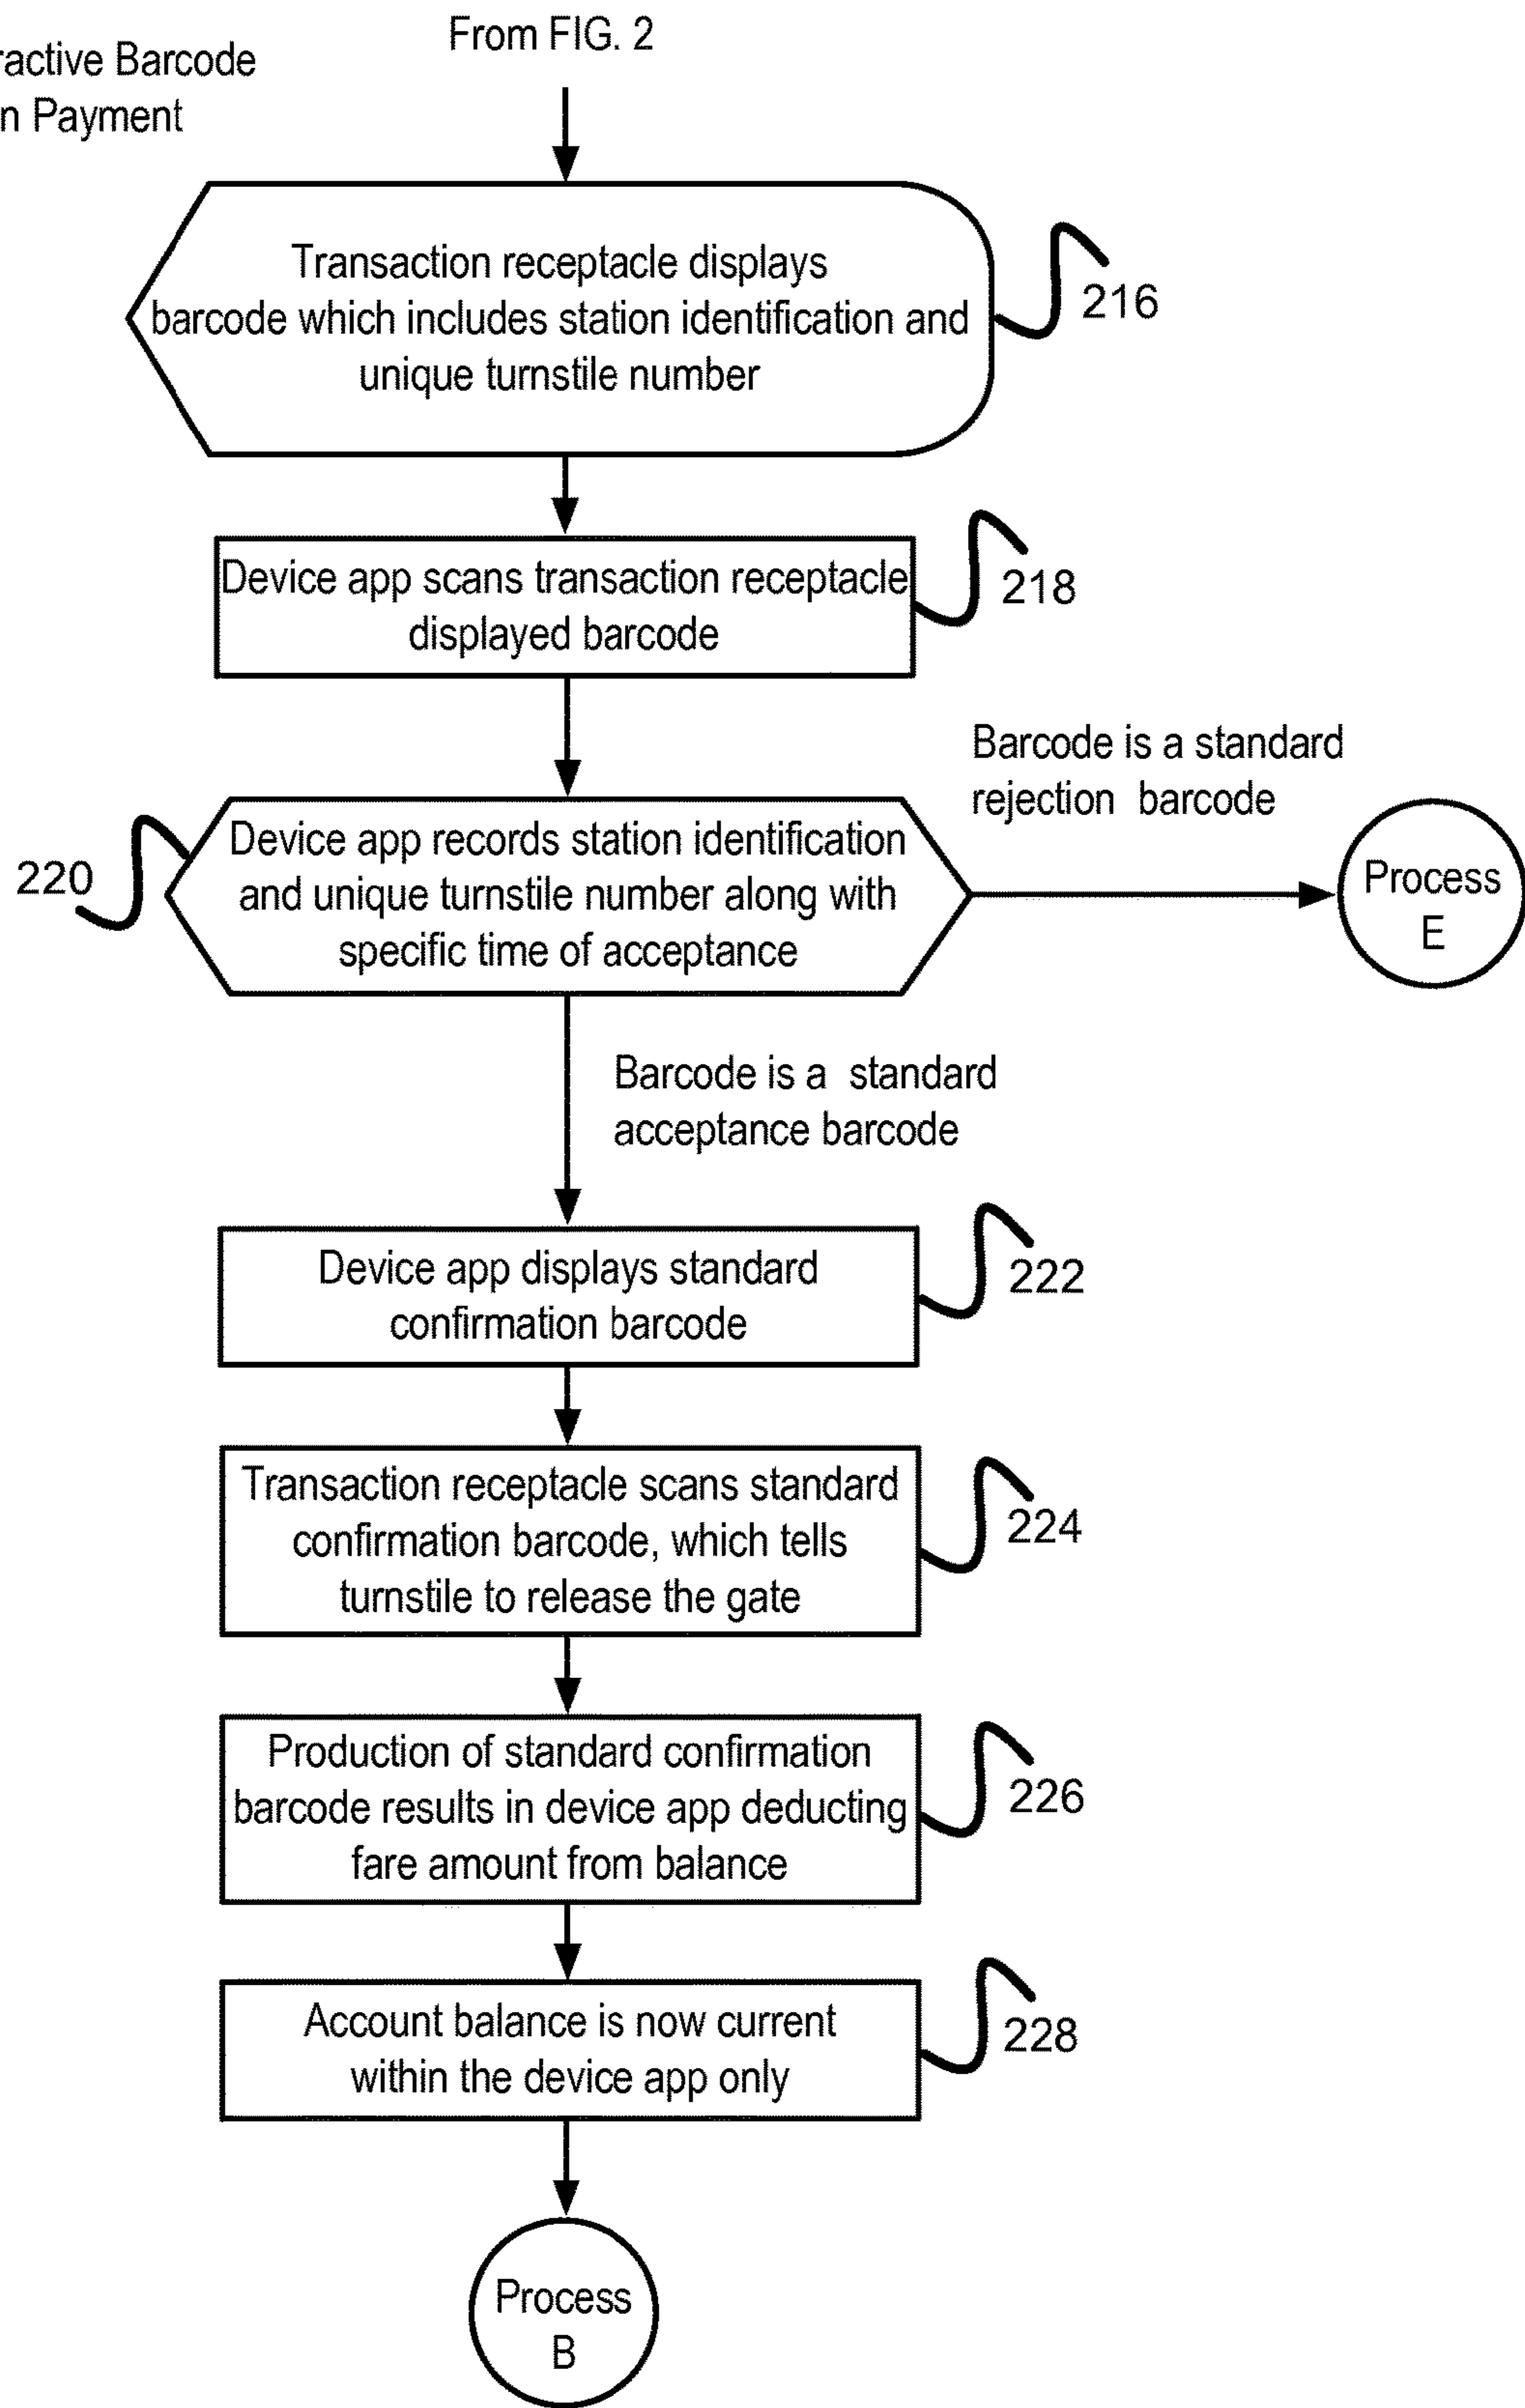 From FIG. 2
ractive Barcode
n Payment
Transaction receptacle displays
barcode which includes station identification and
unique turnstile number
216
Device app scans transaction receptacle
displayed barcode
218
Barcode is a standard
rejection barcode
Device app records station identification
and unique turnstile number along with
specific time of acceptance
220
Process
E
Barcode is a standard
acceptance barcode
Device app displays standard
confirmation barcode
222
Transaction receptacle scans standard
confirmation barcode, which tells
turnstile to release the gate
224
Production of standard confirmation
barcode results in device app deducting
fare amount from balance
226
Account balance is now current
within the device app only
228
Process
B